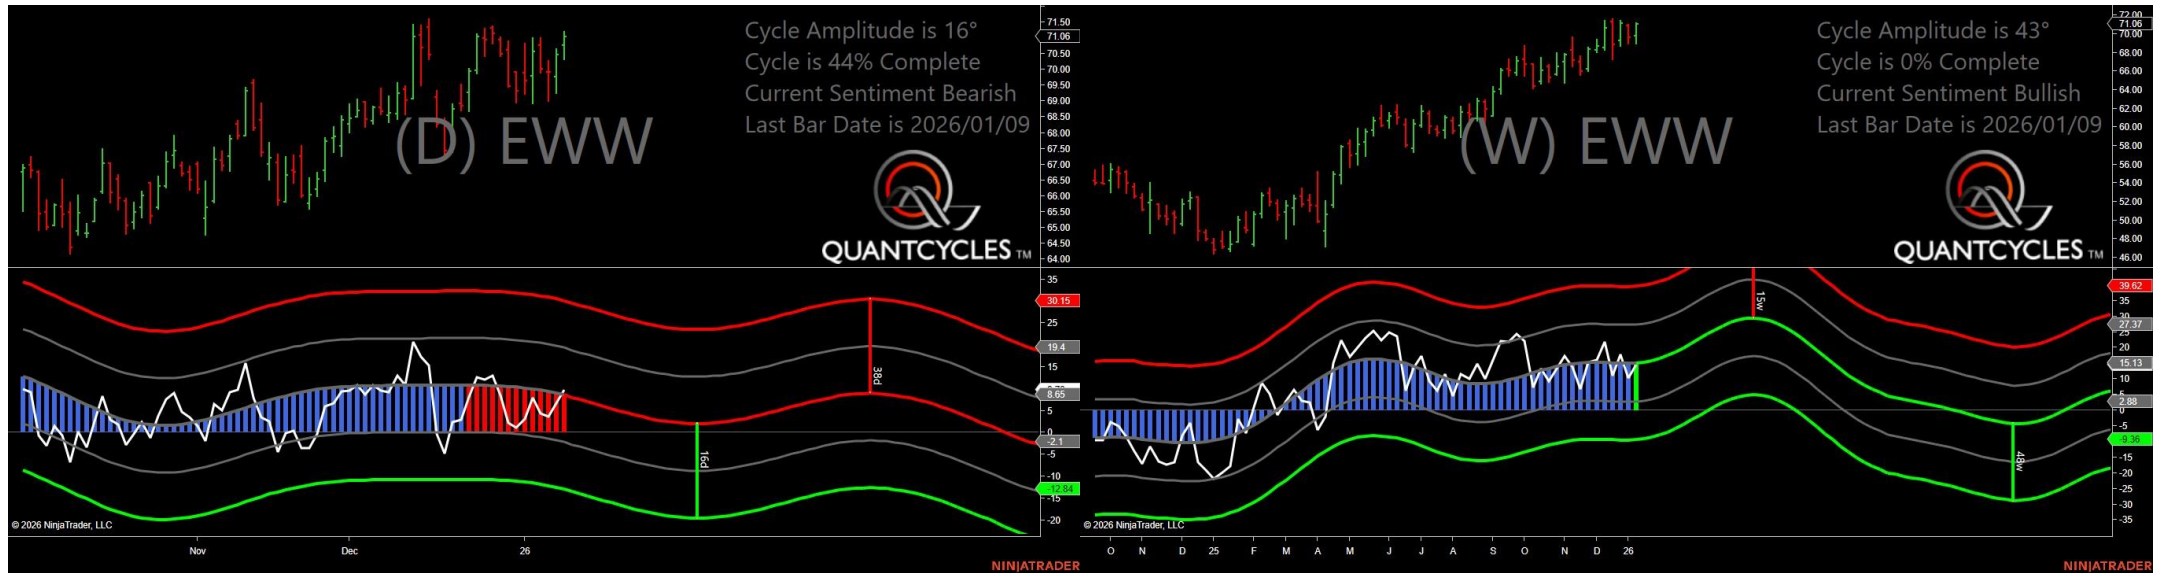 Cycle Amplitude is 16°
Cycle is 44% Complete
Current Sentiment Bearish
Last Bar Date is 2026/01/09
(D) EWW
QUANTCYCLES TM
71.50
71.06
70.50
70.00
69.50
69.00
68.50
68.00
67.50
67.00
66.50
66.00
65.50
65.00
64.50
64.00
35
30.15
25
19.4
15
8.65
5
0
-2.1
-5
-10
-12.84
-15
-20
38d
16d
© 2026 NinjaTrader, LLC
Nov
Dec
26
NINJATRADER
Cycle Amplitude is 43°
Cycle is 0% Complete
Current Sentiment Bullish
Last Bar Date is 2026/01/09
(W) EWW
QUANTCYCLES TM
72.00
71.06
70.00
68.00
66.00
64.00
62.00
60.00
58.00
56.00
54.00
52.00
50.00
48.00
46.00
39.62
35
30
27.37
25
20
15.13
10
5
2.88
0
-5
-9.36
-15
-20
-25
-30
-35
15w
48w
© 2026 NinjaTrader, LLC
O N D 25 F M A M J J A S O N D 26
NINJATRADER